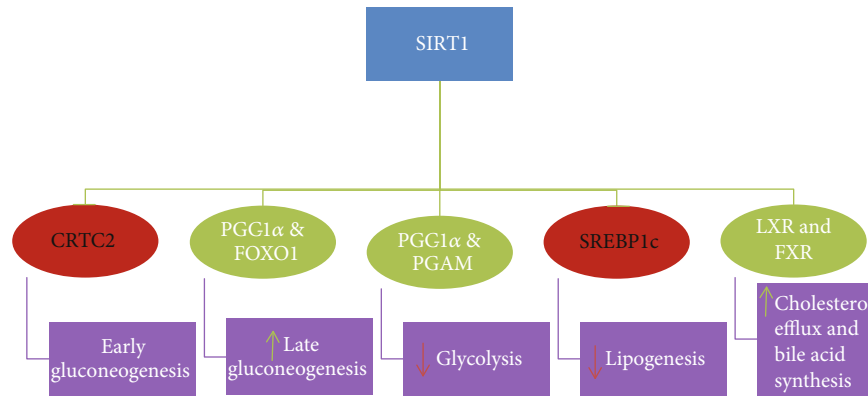 SIRT1
CRTC2
PGG1α &
FOXO1
PGG1α &
PGAM
SREBP1c
LXR and
FXR
Early
gluconeogenesis
Late
gluconeogenesis
Glycolysis
Lipogenesis
Cholestero
efflux and
bile acid
synthesis